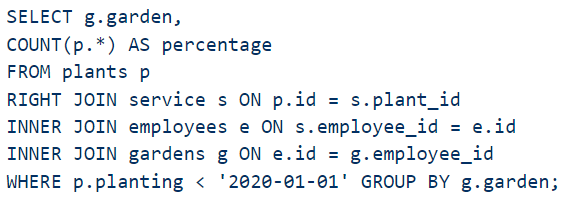 SELECT g.garden,
COUNT(p.*) AS percentage
FROM plants p
RIGHT JOIN service s ON p.id = s.plant_id
INNER JOIN employees e ON s.employee_id = e.id
INNER JOIN gardens g ON e.id = g.employee_id
WHERE p.planting < '2020-01-01' GROUP BY g.garden;